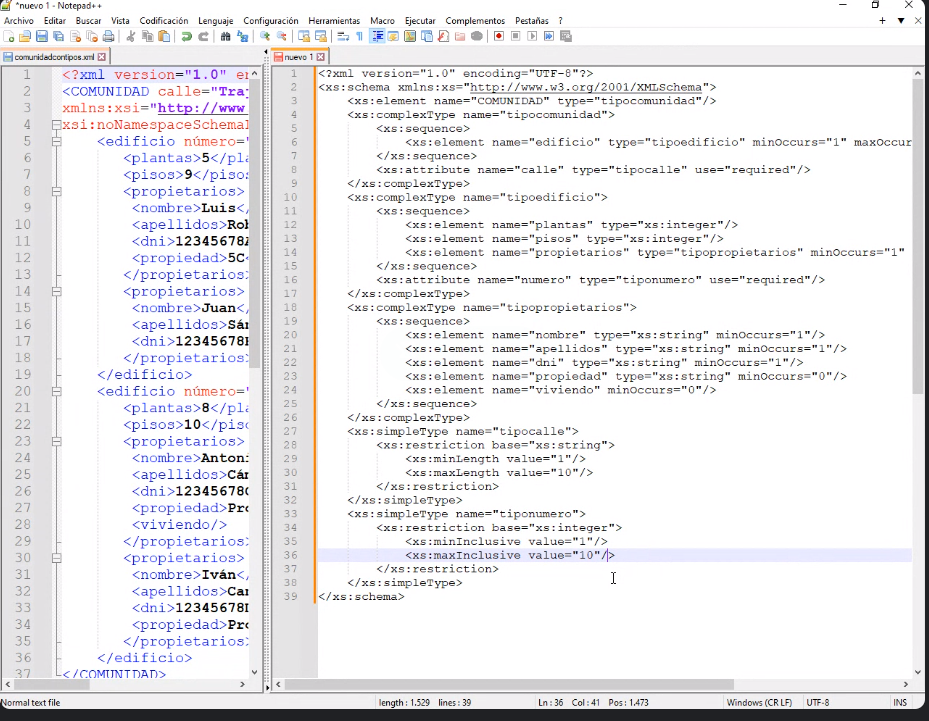 *nuevo 1 - Notepad++
Archivo Editar Buscar Vista Codificación Lenguaje Configuración Herramientas Macro Ejecutar Complementos Pestañas ?
comunidadcontipos.xml
nuevo 1
1 <?xml version="1.0" en
2 <COMUNIDAD calle="Tra
3 xmlns:xsi="http://www
4 xsi:noNamespaceSchema
5 <edificio número="
6 <plantas>5</pla
7 <pisos>9</pisos
8 <propietarios>
9 <nombre>Luis</
10 <apellidos>Rob
11 <dni>12345678A
12 <propiedad>5C<
13 </propietarios>
14 <propietarios>
15 <nombre>Juan</
16 <apellidos>Sán
17 <dni>12345678
18 </propietarios>
19 </edificio>
20 <edificio número="
21 <plantas>8</pla
22 <pisos>10</piso
23 <propietarios>
24 <nombre>Antoni
25 <apellidos>Cán
26 <dni>12345678C
27 <propiedad>Pro
28 <viviendo/>
29 </propietarios>
30 <propietarios>
31 <nombre>Iván</
32 <apellidos>Can
33 <dni>12345678D
34 <propiedad>Pro
35 </propietarios>
36 </edificio>
37 </COMUNIDAD>
1 <?xml version="1.0" encoding="UTF-8"?>
2 <xs:schema xmlns:xs="http://www.w3.org/2001/XMLSchema">
3 <xs:element name="COMUNIDAD" type="tipocomunidad"/>
4 <xs:complexType name="tipocomunidad">
5 <xs:sequence>
6 <xs:element name="edificio" type="tipoedificio" minOccurs="1" maxOccur
7 </xs:sequence>
8 <xs:attribute name="calle" type="tipocalle" use="required"/>
9 </xs:complexType>
10 <xs:complexType name="tipoedificio">
11 <xs:sequence>
12 <xs:element name="plantas" type="xs:integer"/>
13 <xs:element name="pisos" type="xs:integer"/>
14 <xs:element name="propietarios" type="tipopropietarios" minOccurs="1"
15 </xs:sequence>
16 <xs:attribute name="numero" type="tiponumero" use="required"/>
17 </xs:complexType>
18 <xs:complexType name="tipopropietarios">
19 <xs:sequence>
20 <xs:element name="nombre" type="xs:string" minOccurs="1"/>
21 <xs:element name="apellidos" type="xs:string" minOccurs="1"/>
22 <xs:element name="dni" type="xs:string" minOccurs="1"/>
23 <xs:element name="propiedad" type="xs:string" minOccurs="0"/>
24 <xs:element name="viviendo" minOccurs="0"/>
25 </xs:sequence>
26 </xs:complexType>
27 <xs:simpleType name="tipocalle">
28 <xs:restriction base="xs:string">
29 <xs:minLength value="1"/>
30 <xs:maxLength value="10"/>
31 </xs:restriction>
32 </xs:simpleType>
33 <xs:simpleType name="tiponumero">
34 <xs:restriction base="xs:integer">
35 <xs:minInclusive value="1"/>
36 <xs:maxInclusive value="10"/>
37 </xs:restriction>
38 </xs:simpleType>
39 </xs:schema>
Normal text file length : 1.529 lines : 39 Ln : 36 Col : 41 Pos : 1,473 Windows (CR LF) UTF-8 INS